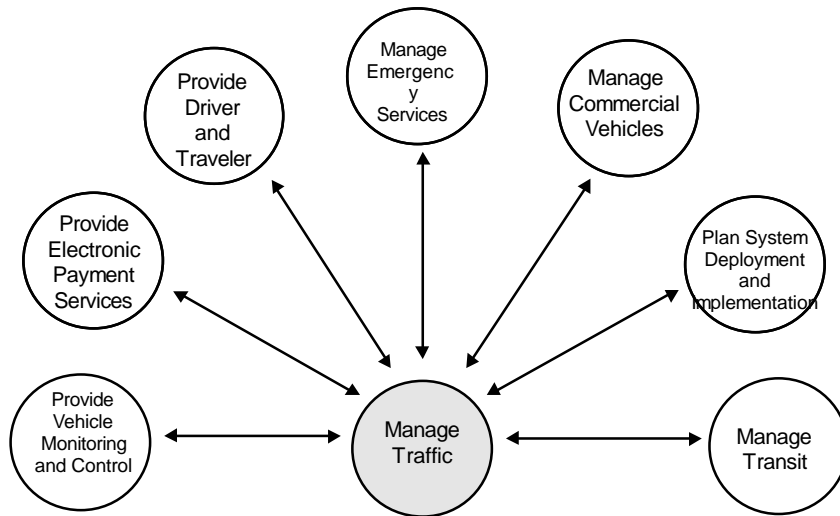 Manage
Emergenc
y
Services
Provide
Driver
and
Traveler
Manage
Commercial
Vehicles
Provide
Electronic
Payment
Services
Plan System
Deployment
and
Implementation
Provide
Vehicle
Monitoring
and Control
Manage
Traffic
Manage
Transit